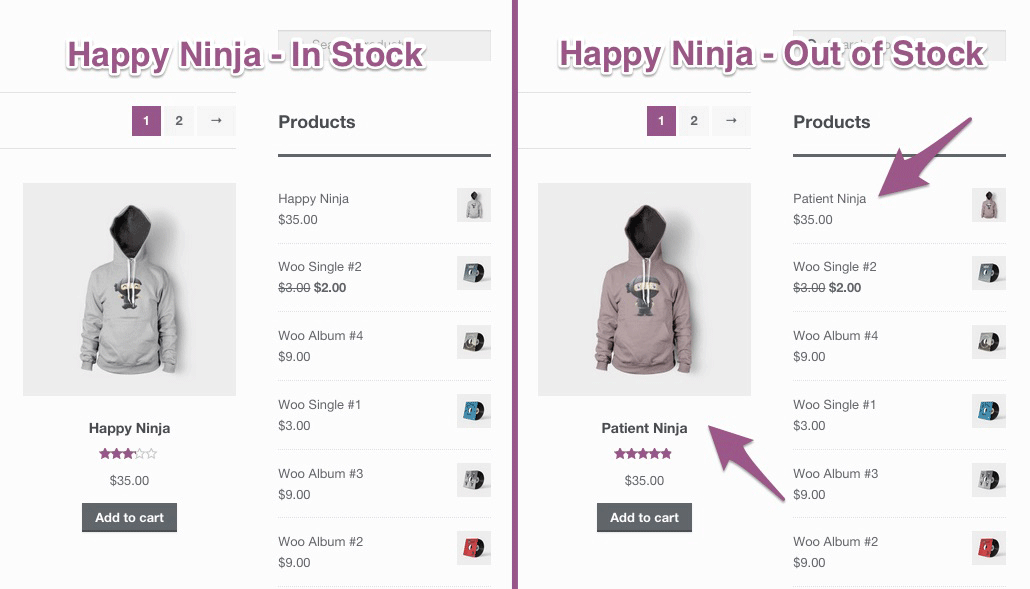 Happy Ninja - In Stock
1 2 →
Happy Ninja
$35.00
Add to cart
Products
Happy Ninja
$35.00
Woo Single #2
$3.00 $2.00
Woo Album #4
$9.00
Woo Single #1
$3.00
Woo Album #3
$9.00
Woo Album #2
$9.00
Happy Ninja - Out of Stock
1 2 →
Patient Ninja
$35.00
Add to cart
Products
Patient Ninja
$35.00
Woo Single #2
$3.00 $2.00
Woo Album #4
$9.00
Woo Single #1
$3.00
Woo Album #3
$9.00
Woo Album #2
$9.00